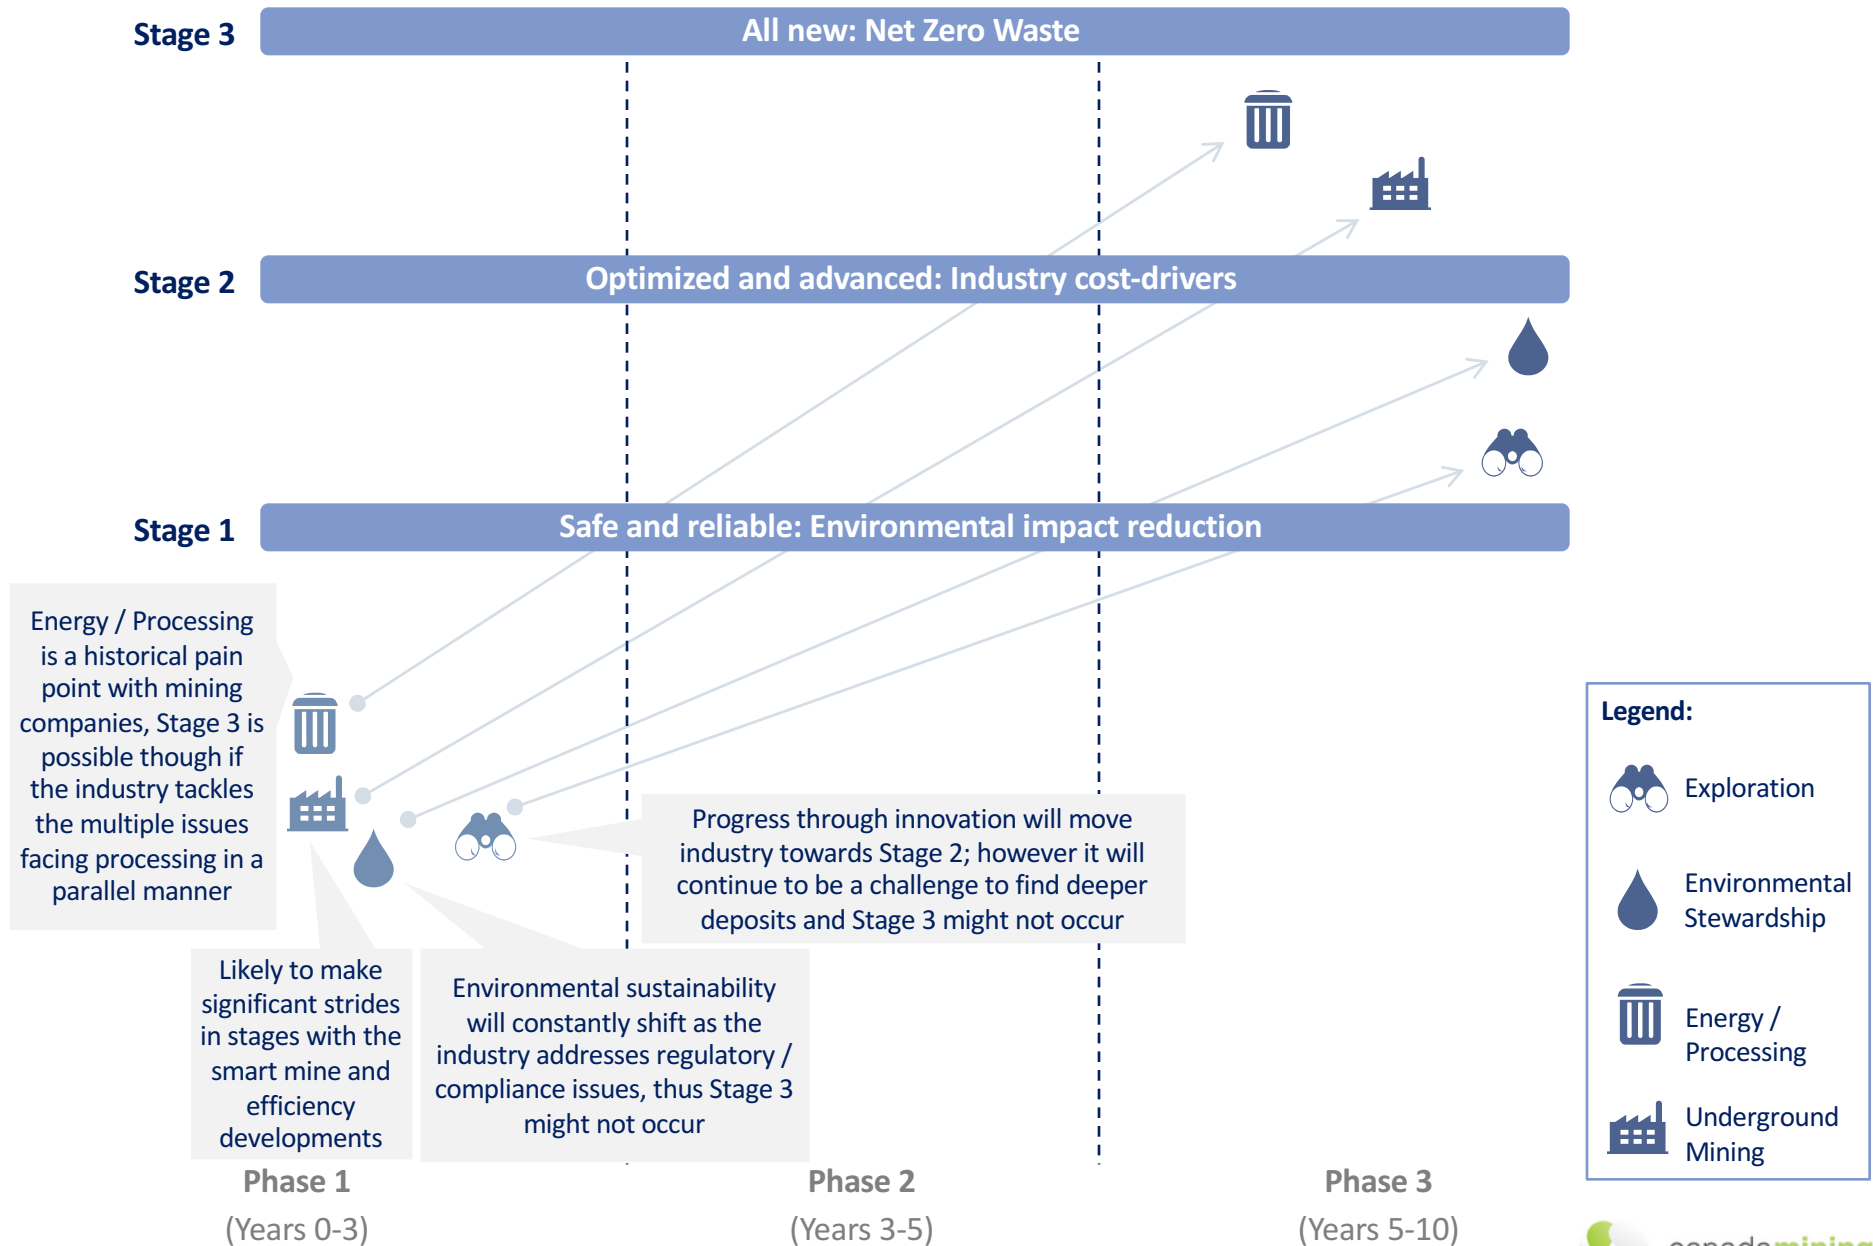 Stage 3
All new: Net Zero Waste
Stage 2
Optimized and advanced: Industry cost-drivers
Stage 1
Safe and reliable: Environmental impact reduction
Energy / Processing
is a historical pain
point with mining
companies, Stage 3 is
possible though if
the industry tackles
the multiple issues
facing processing in a
parallel manner
Likely to make
significant strides
in stages with the
smart mine and
efficiency
developments
Environmental sustainability
will constantly shift as the
industry addresses regulatory /
compliance issues, thus Stage 3
might not occur
Progress through innovation will move
industry towards Stage 2; however it will
continue to be a challenge to find deeper
deposits and Stage 3 might not occur
Legend:
Exploration
Environmental
Stewardship
Energy /
Processing
Underground
Mining
Phase 1
(Years 0-3)
Phase 2
(Years 3-5)
Phase 3
(Years 5-10)
canadamining